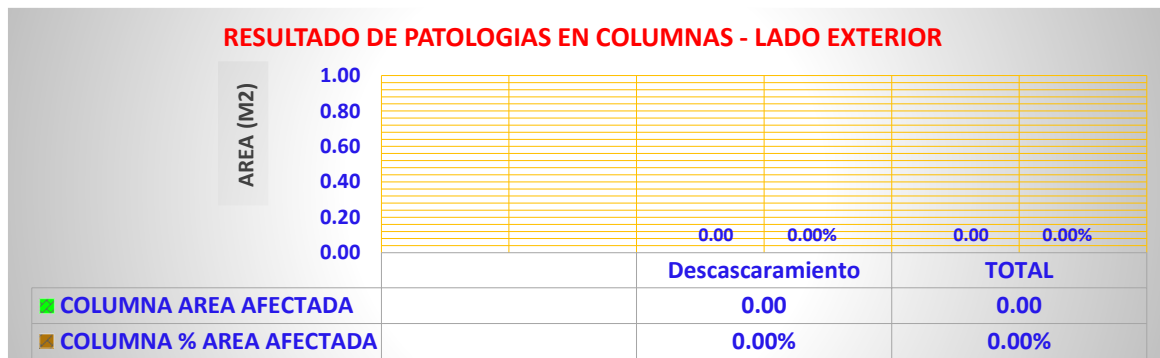 RESULTADO DE PATOLOGIAS EN COLUMNAS - LADO EXTERIOR
AREA (M2)
1.00
0.80
0.60
0.40
0.20
0.00
0.00 0.00% 0.00 0.00%
Descascaramiento TOTAL
COLUMNA AREA AFECTADA 0.00 0.00
COLUMNA % AREA AFECTADA 0.00% 0.00%